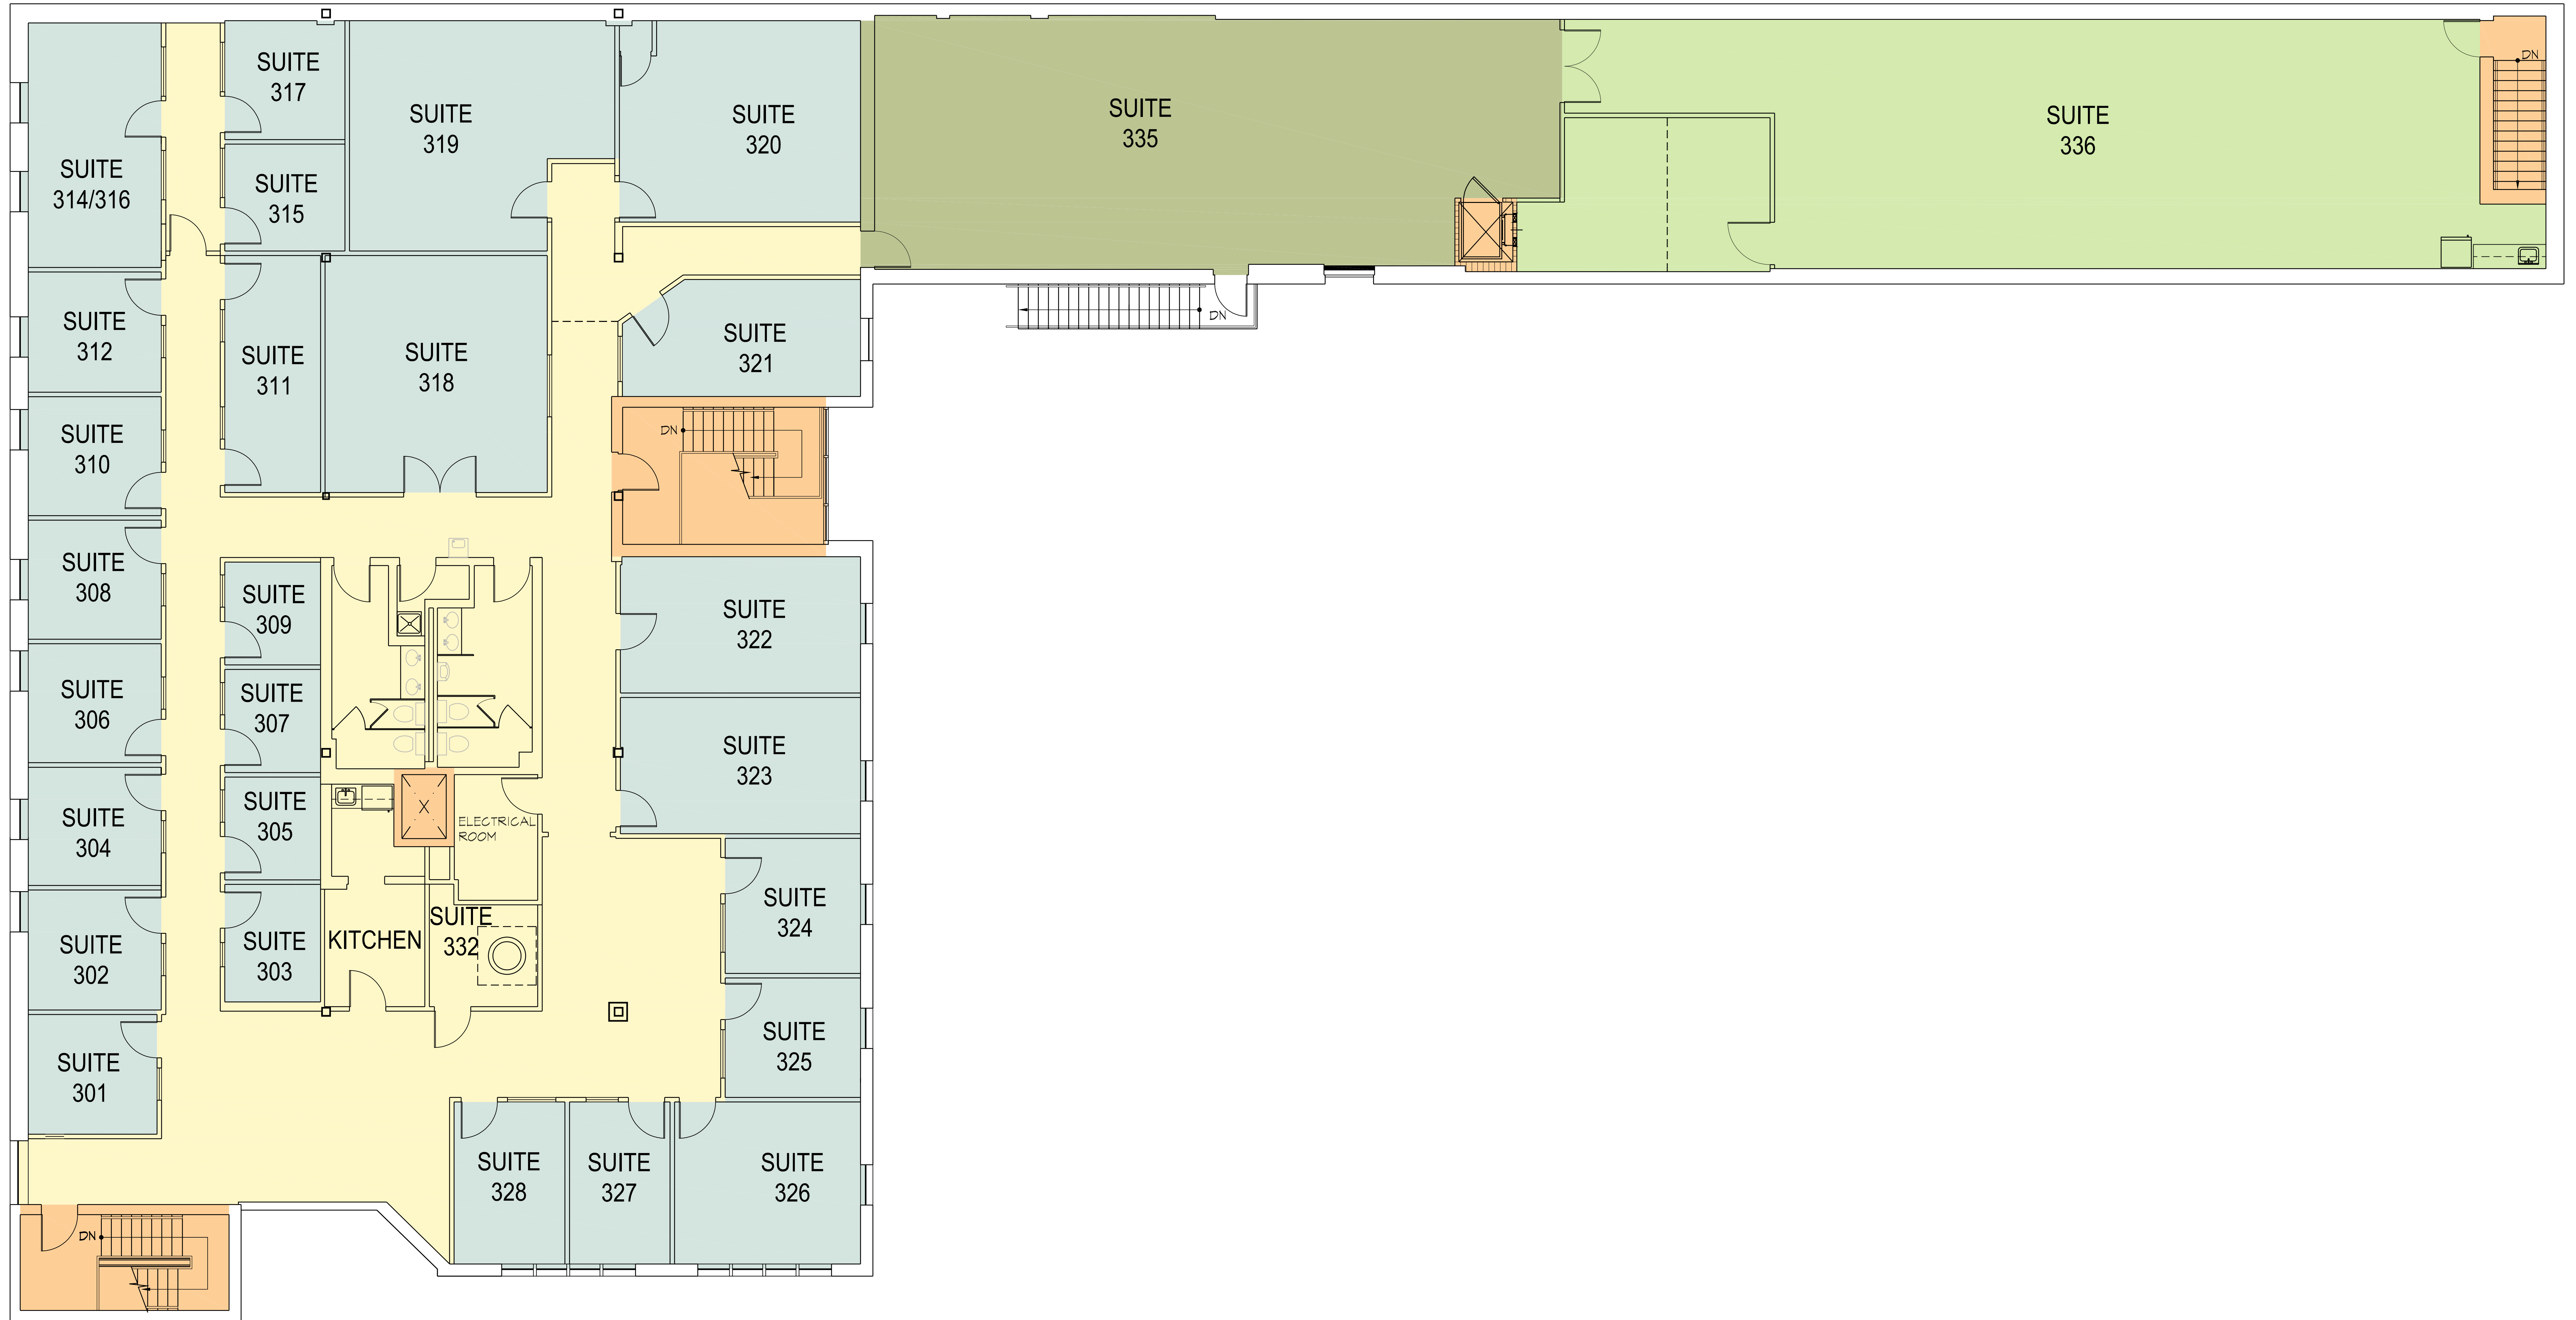 SUITE
317
SUITE
319
SUITE
320
SUITE
335
SUITE
336
DN
SUITE
314/316
SUITE
315
SUITE
312
SUITE
311
SUITE
318
SUITE
321
DN
SUITE
310
DN
SUITE
308
SUITE
309
SUITE
322
SUITE
306
SUITE
307
SUITE
323
SUITE
304
SUITE
305
X
ELECTRICAL
ROOM
SUITE
302
SUITE
303
KITCHEN
SUITE
332
SUITE
324
SUITE
301
SUITE
325
SUITE
328
SUITE
327
SUITE
326
DN